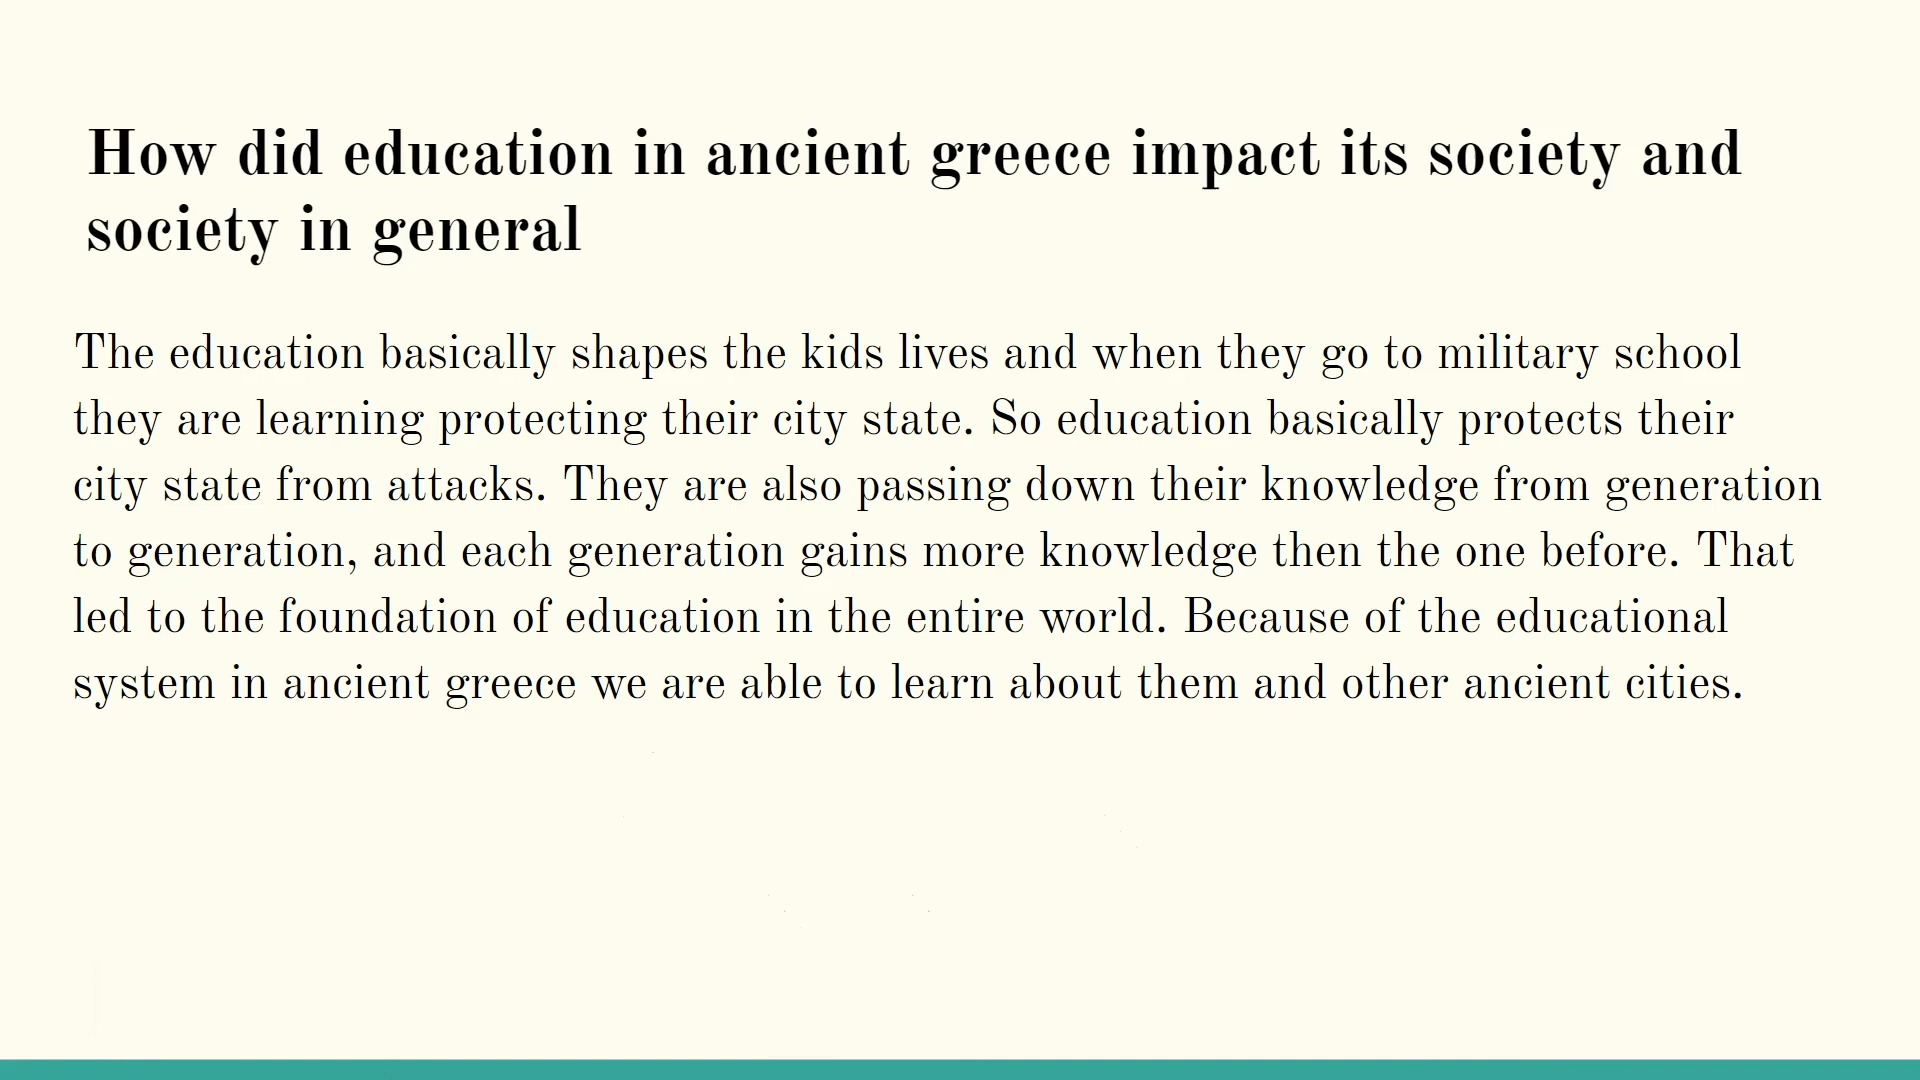 How did education in ancient greece impact its society and
society in general
The education basically shapes the kids lives and when they go to military school
they are learning protecting their city state. So education basically protects their
city state from attacks. They are also passing down their knowledge from generation
to generation, and each generation gains more knowledge then the one before. That
led to the foundation of education in the entire world. Because of the educational
system in ancient greece we are able to learn about them and other ancient cities.